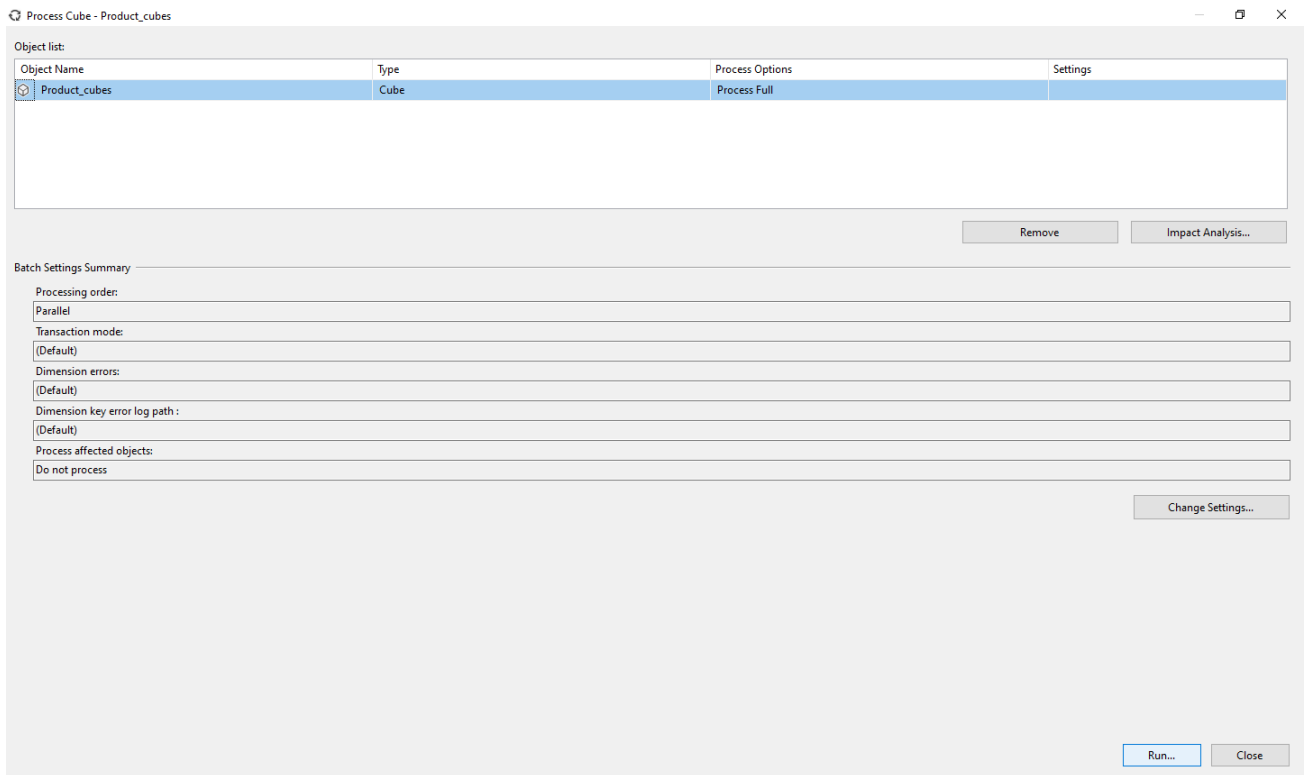 Process Cube - Product_cubes
Object list:
Object Name Type Process Options Settings
Product_cubes Cube Process Full
Remove Impact Analysis...
Batch Settings Summary
Processing order:
Parallel
Transaction mode:
(Default)
Dimension errors:
(Default)
Dimension key error log path :
(Default)
Process affected objects:
Do not process
Change Settings...
Run... Close